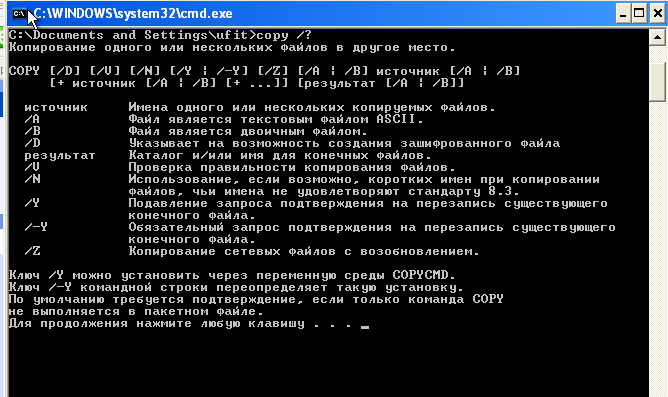 C:\WINDOWS\system32\cmd.exe
C:\Documents and Settings\ufit>copy /?
Копирование одного или нескольких файлов в другое место.
COPY [/D] [/V] [/N] [/Y ¦ /-Y] [/Z] [/A ¦ /B] источник [/A ¦ /B]
[+ источник [/A ¦ /B] [+ ...]] [результат [/A ¦ /B]]
источник Имена одного или нескольких копируемых файлов.
/A Файл является текстовым файлом ASCII.
/B Файл является двоичным файлом.
/D Указывает на возможность создания зашифрованного файла
результат Каталог и/или имя для конечных файлов.
/V Проверка правильности копирования файлов.
/N Использование, если возможно, коротких имен при копировании
файлов, чьи имена не удовлетворяют стандарту 8.3.
/Y Подавление запроса подтверждения на перезапись существующего
конечного файла.
/-Y Обязательный запрос подтверждения на перезапись существующего
конечного файла.
/Z Копирование сетевых файлов с возобновлением.
Ключ /Y можно установить через переменную среды COPYCMD.
Ключ /-Y командной строки переопределяет такую установку.
По умолчанию требуется подтверждение, если только команда COPY
не выполняется в пакетном файле.
Для продолжения нажмите любую клавишу . . . _